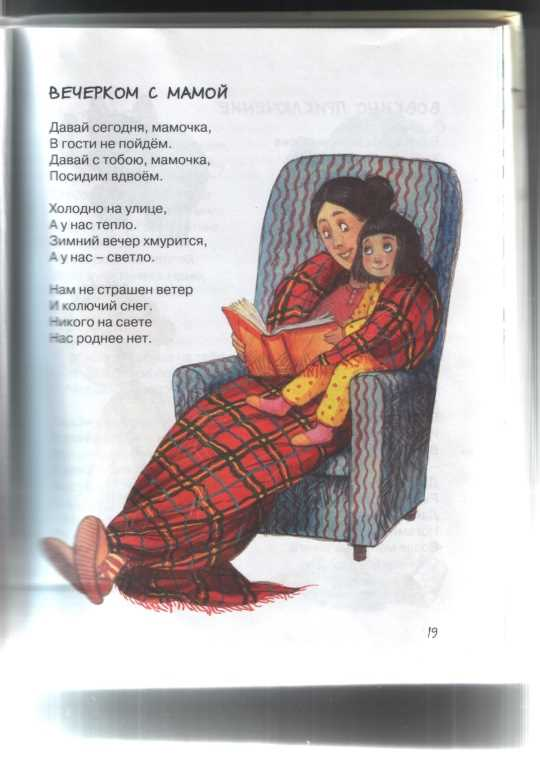 ВЕЧЕРКОМ С МАМОЙ
Давай сегодня, мамочка,
В гости не пойдём.
Давай с тобою, мамочка,
Посидим вдвоём.
Холодно на улице,
А у нас тепло.
Зимний вечер хмурится,
А у нас – светло.
Нам не страшен ветер
И колючий снег.
Никого на свете
Нас роднее нет.
19